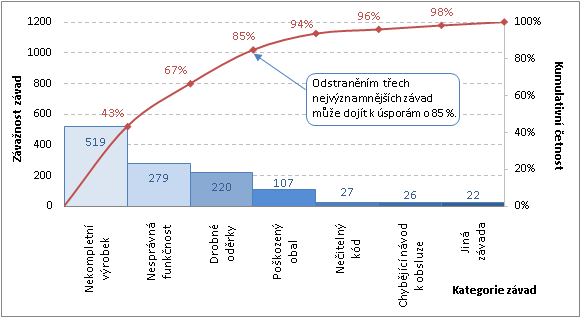 Závažnost závad
1200
1000
800
600
400
200
0
43%
67%
85%
94%
96%
98%
Odstraněním třech
nejvýznamnějších závad
může dojít k úsporám o 85%.
519
279
220
107
27
26
22
100%
80%
60%
40%
20%
0%
Kumulativní četnost
Nekompletní
výrobek
Nesprávná
funkčnost
Drobné
oděrky
Poškozený
obal
Nečitelný
kód
Chybějící návod
k obsluze
Jiná
závada
Kategorie závad